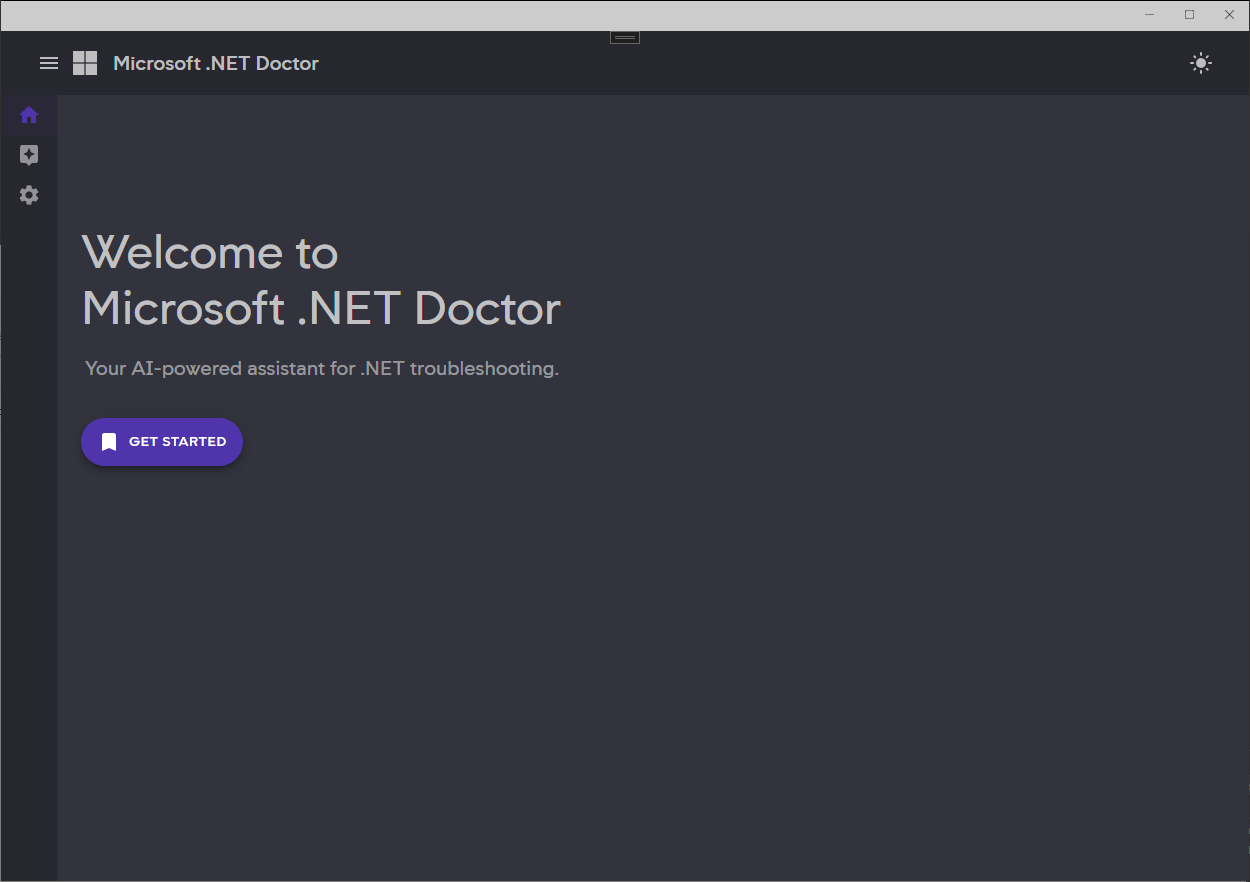 Microsoft .NET Doctor
Welcome to
Microsoft .NET Doctor
Your AI-powered assistant for .NET troubleshooting.
GET STARTED